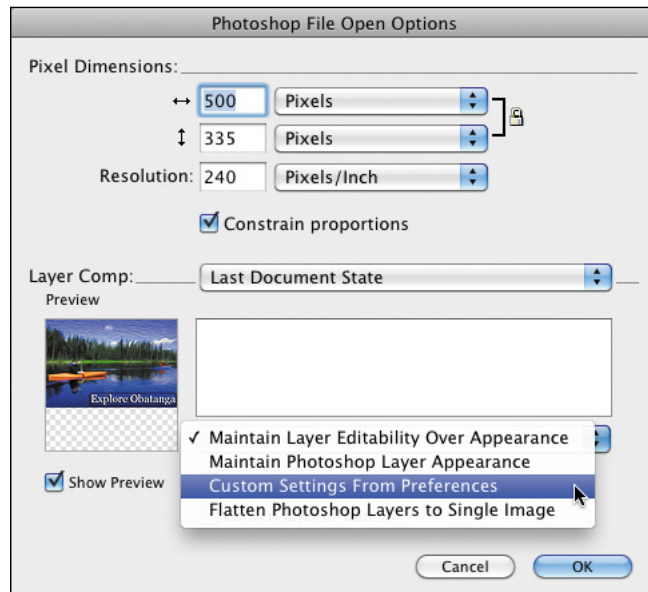 Photoshop File Open Options
Pixel Dimensions:
500 Pixels
335 Pixels
Resolution: 240 Pixels/Inch
Constrain proportions
Layer Comp: Last Document State
Preview
Explore Obatanga
Maintain Layer Editability Over Appearance
Maintain Photoshop Layer Appearance
Show Preview
Custom Settings From Preferences
Flatten Photoshop Layers to Single Image
Cancel OK